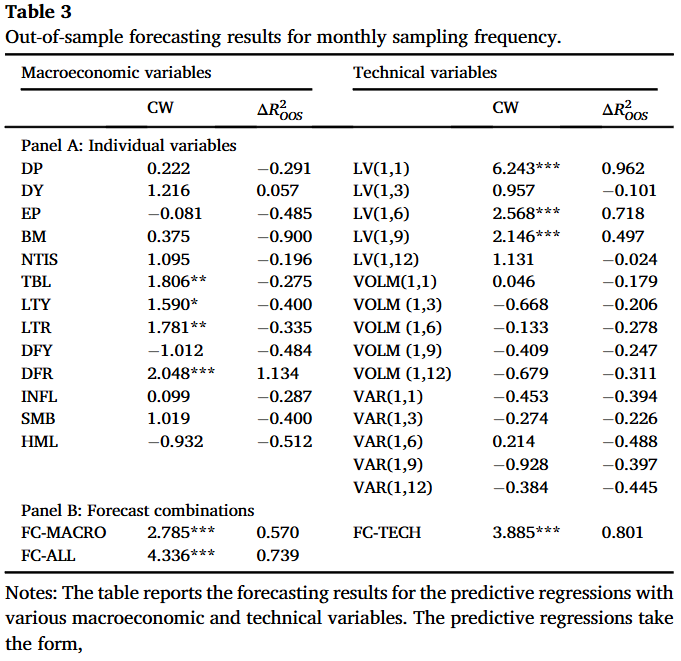 Table 3
Out-of-sample forecasting results for monthly sampling frequency.
Macroeconomic variables Technical variables
CW ΔR²OOS CW ΔR²OOS
Panel A: Individual variables
DP 0.222 −0.291 LV(1,1) 6.243*** 0.962
DY 1.216 0.057 LV(1,3) 0.957 −0.101
EP −0.081 −0.485 LV(1,6) 2.568*** 0.718
BM 0.375 −0.900 LV(1,9) 2.146*** 0.497
NTIS 1.095 −0.196 LV(1,12) 1.131 −0.024
TBL 1.806** −0.275 VOLM(1,1) 0.046 −0.179
LTY 1.590* −0.400 VOLM (1,3) −0.668 −0.206
LTR 1.781** −0.335 VOLM (1,6) −0.133 −0.278
DFY −1.012 −0.484 VOLM (1,9) −0.409 −0.247
DFR 2.048*** 1.134 VOLM (1,12) −0.679 −0.311
INFL 0.099 −0.287 VAR(1,1) −0.453 −0.394
SMB 1.019 −0.400 VAR(1,3) −0.274 −0.226
HML −0.932 −0.512 VAR(1,6) 0.214 −0.488
VAR(1,9) −0.928 −0.397
VAR(1,12) −0.384 −0.445
Panel B: Forecast combinations
FC-MACRO 2.785*** 0.570 FC-TECH 3.885*** 0.801
FC-ALL 4.336*** 0.739
Notes: The table reports the forecasting results for the predictive regressions with
various macroeconomic and technical variables. The predictive regressions take
the form,